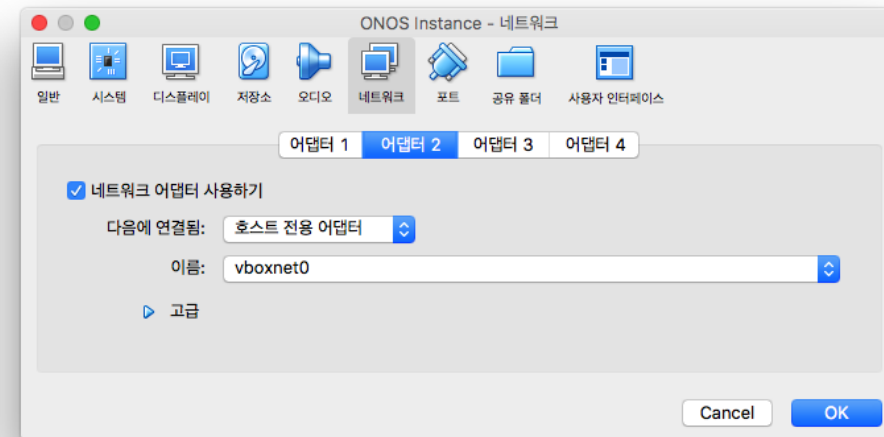 ONOS Instance - 네트워크
일반 시스템 디스플레이 저장소 오디오 네트워크 포트 공유 폴더 사용자 인터페이스
어댑터 1 어댑터 2 어댑터 3 어댑터 4
네트워크 어댑터 사용하기
다음에 연결됨: 호스트 전용 어댑터
이름: vboxnet0
고급
Cancel OK